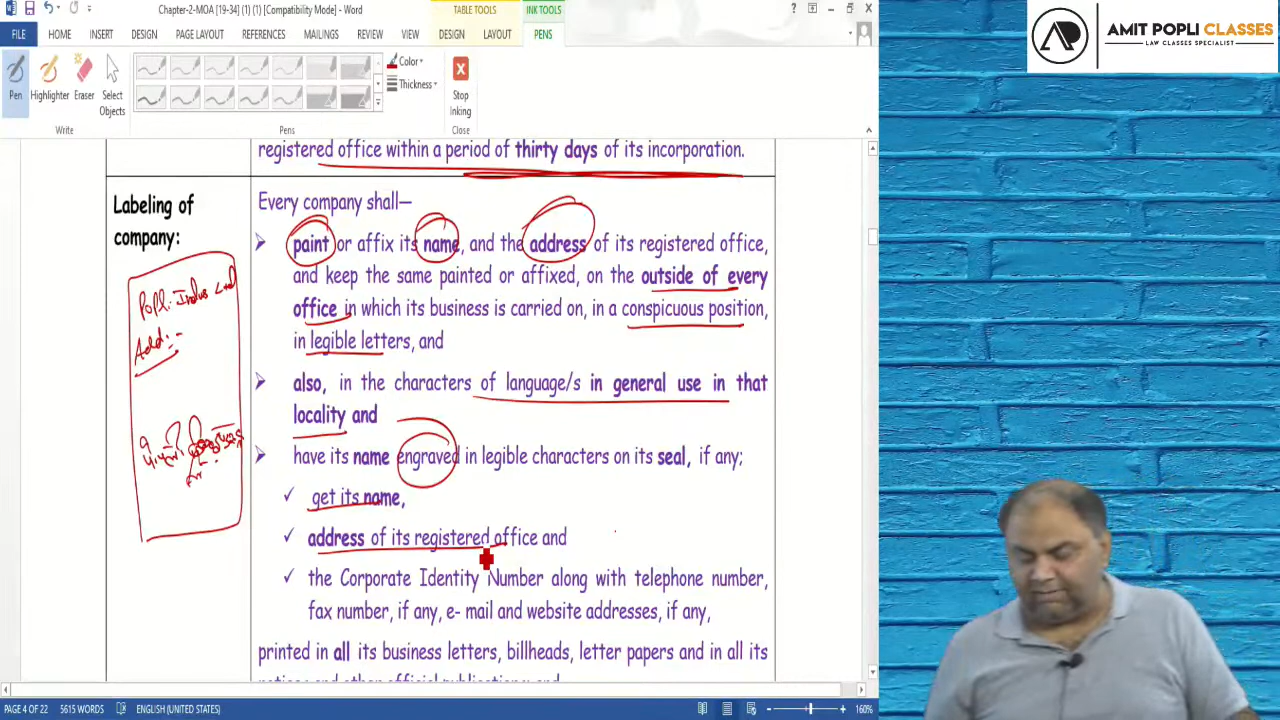 Chapter-2-MOA [19-34] (1) (1) [Compatibility Mode] - Word
TABLE TOOLS
INK TOOLS
FILE
HOME
INSERT
DESIGN
PAGE LAYOUT
REFERENCES
MAILINGS
REVIEW
VIEW
DESIGN
LAYOUT
PENS
Pen
Highlighter
Eraser
Select Objects
Color
Thickness
Stop Inking
Write
Pens
Close
AMIT POPLI CLASSES
LAW CLASSES SPECIALIST
registered office within a period of thirty days of its incorporation.
Labeling of
company:
Every company shall—
➢ paint or affix its name, and the address of its registered office,
and keep the same painted or affixed, on the outside of every
office in which its business is carried on, in a conspicuous position,
in legible letters, and
➢ also, in the characters of language/s in general use in that
locality and
➢ have its name engraved in legible characters on its seal, if any;
✓ get its name,
✓ address of its registered office and
✓ the Corporate Identity Number along with telephone number,
fax number, if any, e- mail and website addresses, if any,
printed in all its business letters, billheads, letter papers and in all its
Add:-
PAGE 4 OF 22
5615 WORDS
ENGLISH (UNITED STATES)
160%